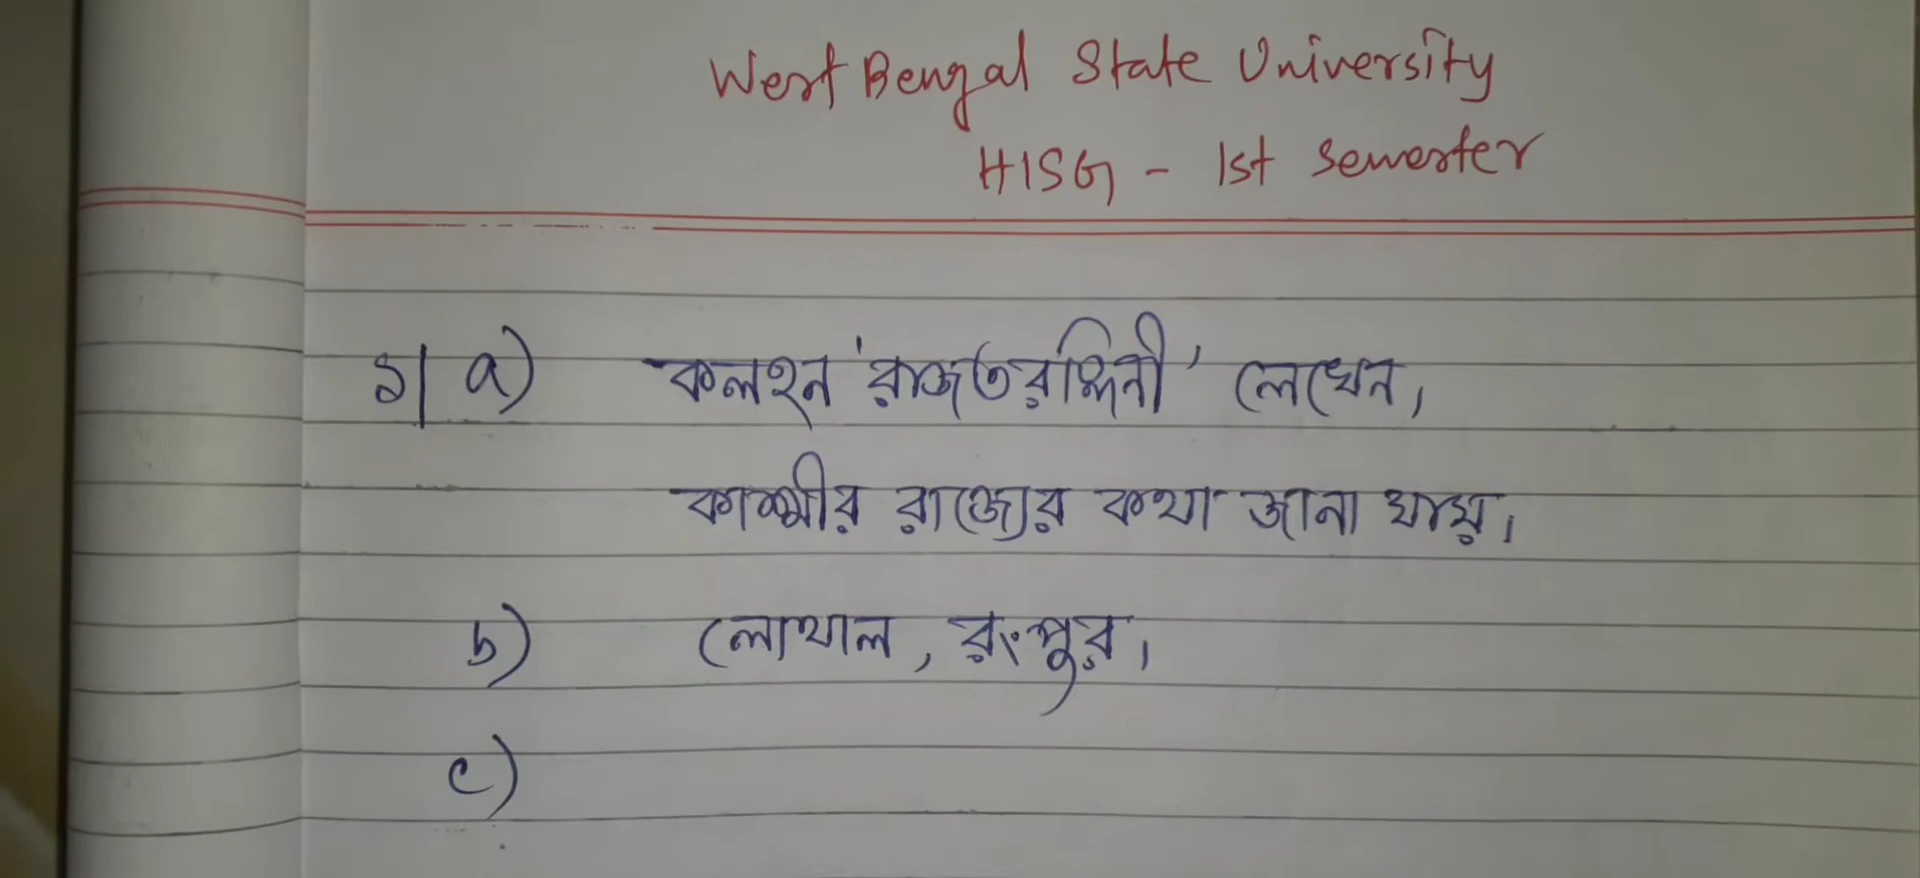 West Bengal State University
HISG - 1st Semester
১| a) কলহন 'রাজতরঙ্গিনী' লেখেন,
কাশ্মীর রাজ্যের কথা জানা যায়।
b) লোথাল, রংপুর।
c)